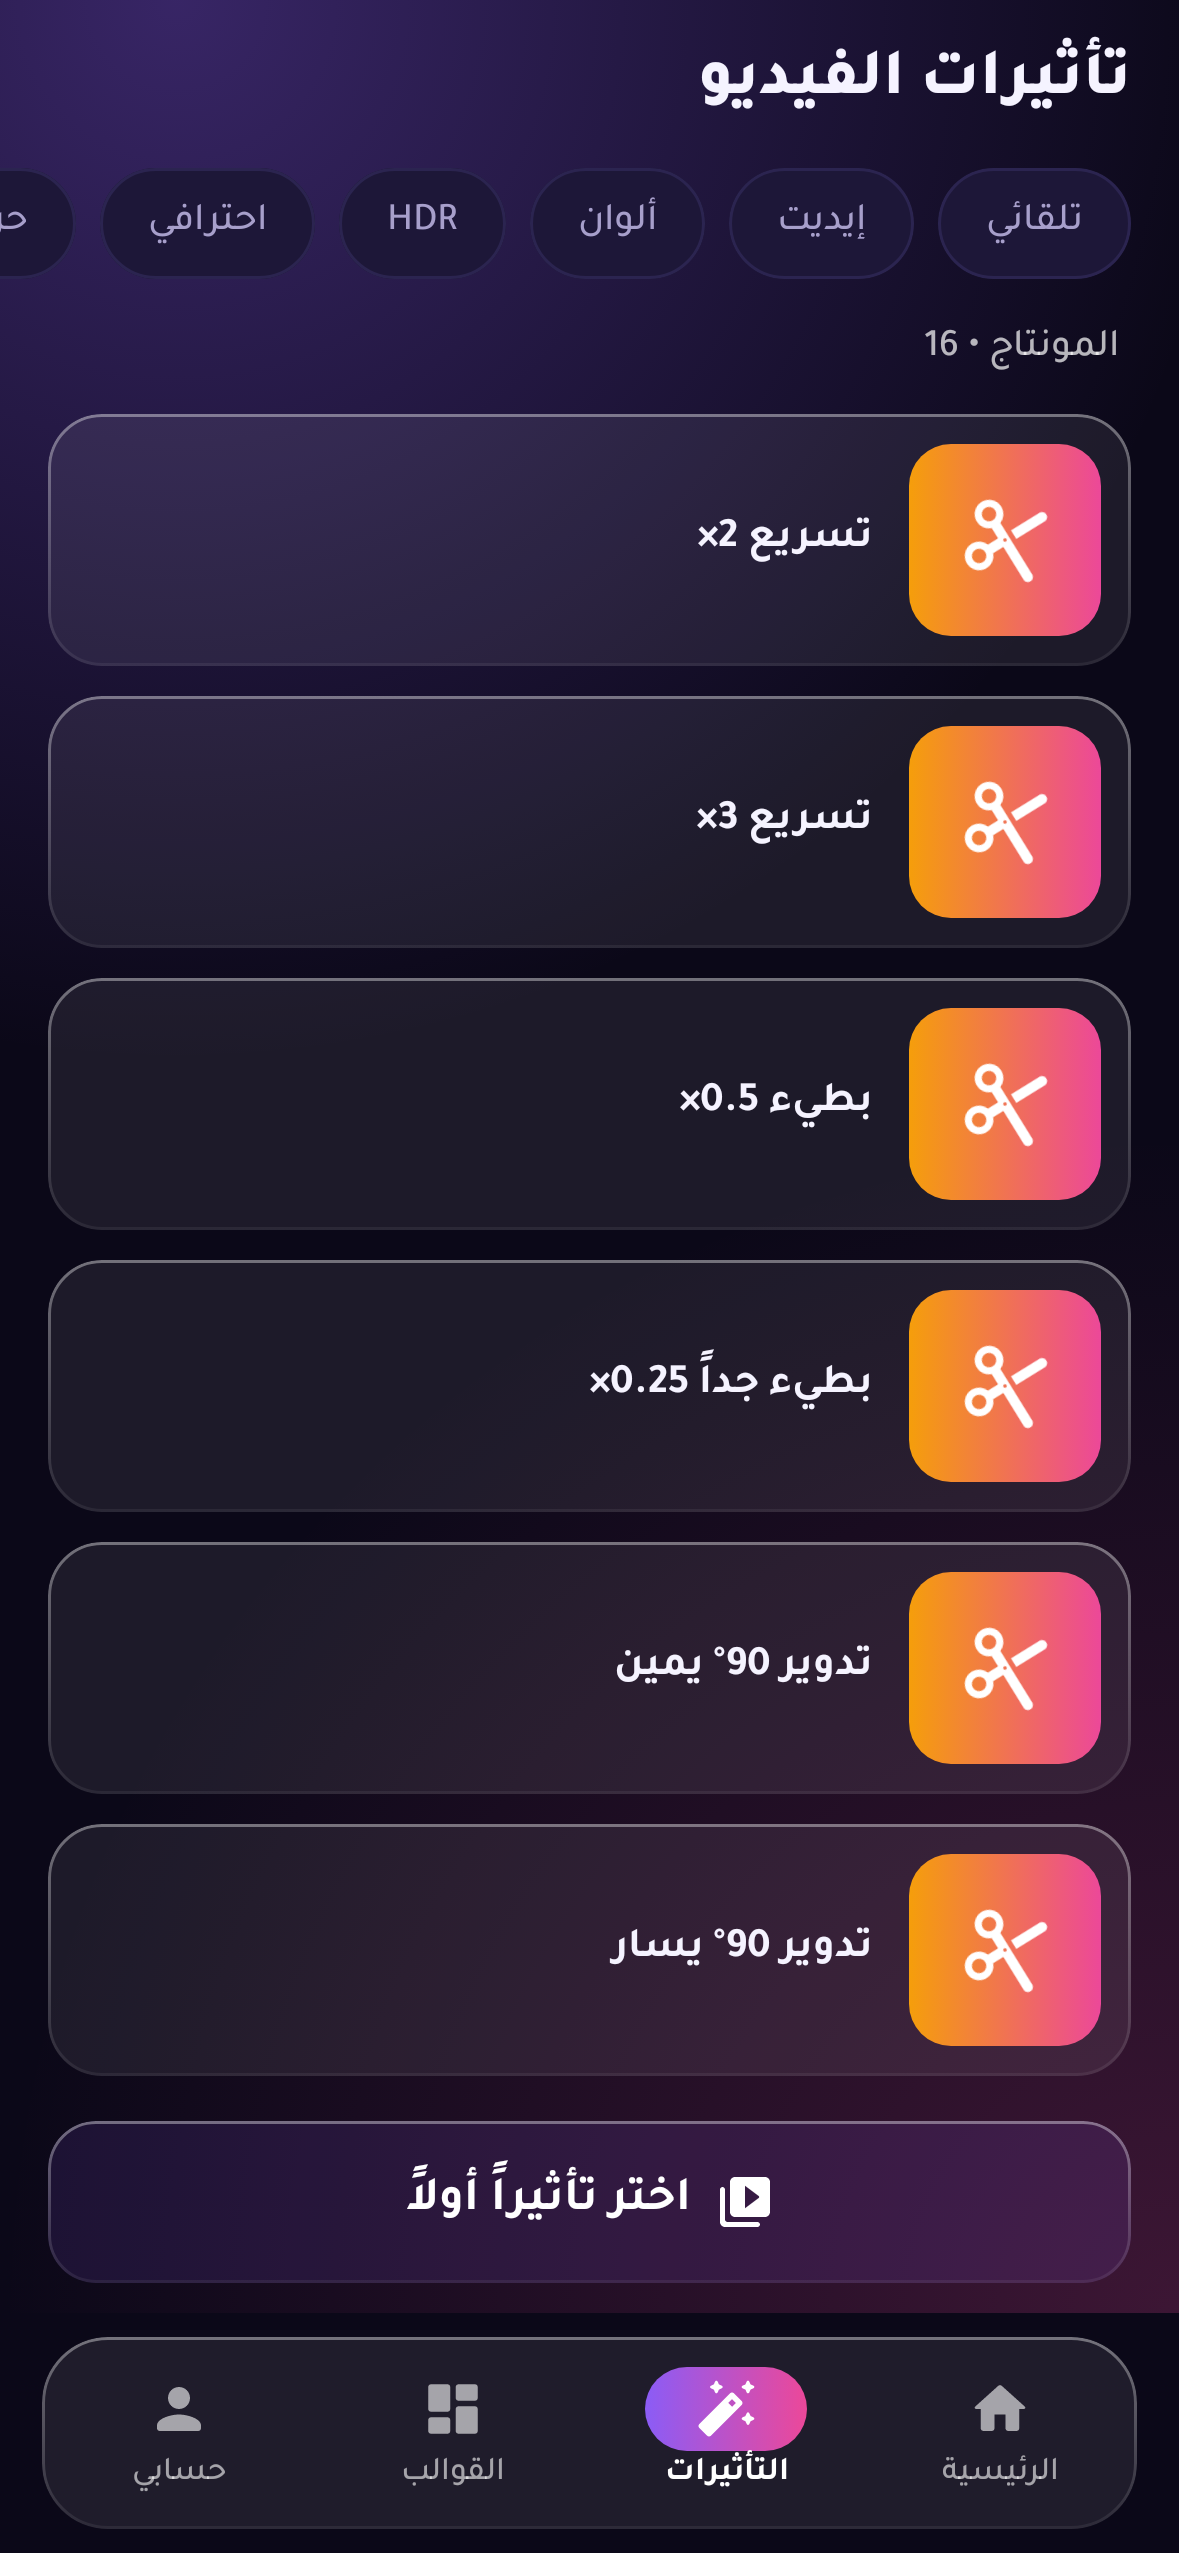 تأثيرات الفيديو
تلقائي
إيديت
ألوان
HDR
احترافي
المونتاج • 16
تسريع 2×
تسريع 3×
بطيء 0.5×
بطيء جداً 0.25×
تدوير 90° يمين
تدوير 90° يسار
اختر تأثيراً أولاً
الرئيسية
التأثيرات
القوالب
حسابي